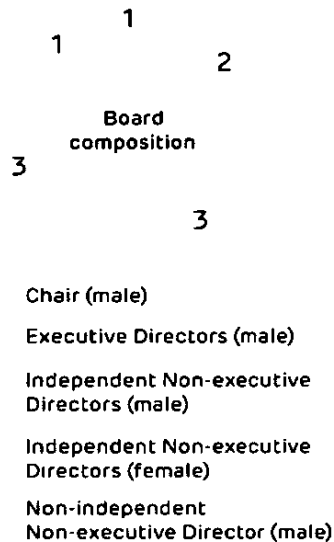 1
1
2
Board
composition
3
3
Chair (male)
Executive Directors (male)
Independent Non-executive
Directors (male)
Independent Non-executive
Directors (female)
Non-independent
Non-executive Director (male)